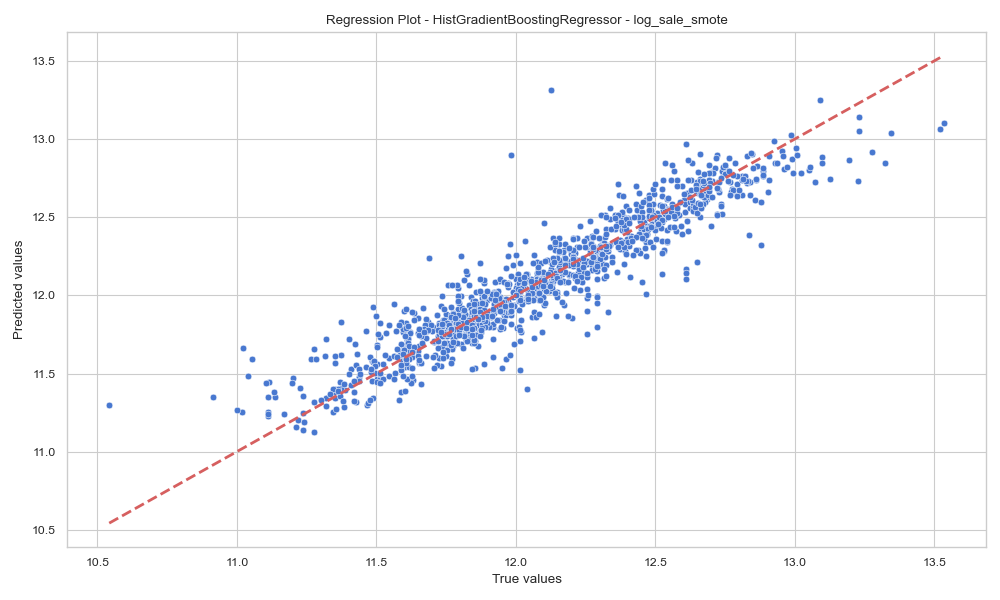 Regression Plot - HistGradientBoostingRegressor - log_sale_smote
13.5
13.0
12.5
12.0
11.5
11.0
10.5
Predicted values
10.5 11.0 11.5 12.0 12.5 13.0 13.5
True values